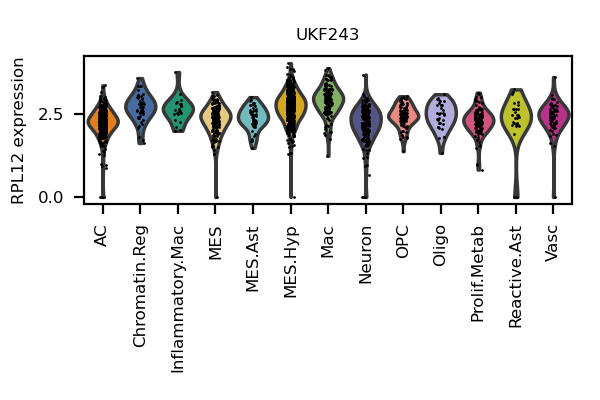 UKF243
RPL12 expression
2.5
0.0
AC
Chromatin.Reg
Inflammatory.Mac
MES
MES.Ast
MES.Hyp
Mac
Neuron
OPC
Oligo
Prolif.Metab
Reactive.Ast
Vasc